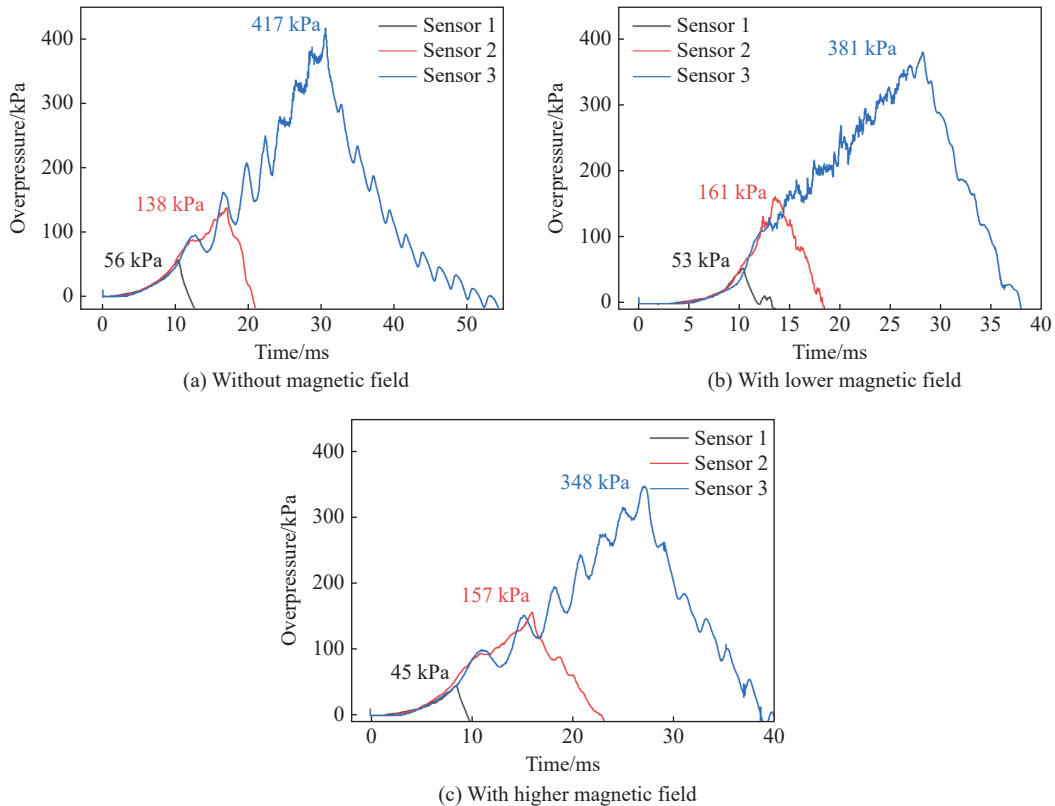 417 kPa
Sensor 1
Sensor 2
Sensor 3
138 kPa
56 kPa
Overpressure/kPa
400
300
200
100
0
0 10 20 30 40 50
Time/ms
(a) Without magnetic field
381 kPa
Sensor 1
Sensor 2
Sensor 3
161 kPa
53 kPa
Overpressure/kPa
400
300
200
100
0
0 5 10 15 20 25 30 35 40
Time/ms
(b) With lower magnetic field
348 kPa
Sensor 1
Sensor 2
Sensor 3
157 kPa
45 kPa
Overpressure/kPa
400
300
200
100
0
0 10 20 30 40
Time/ms
(c) With higher magnetic field